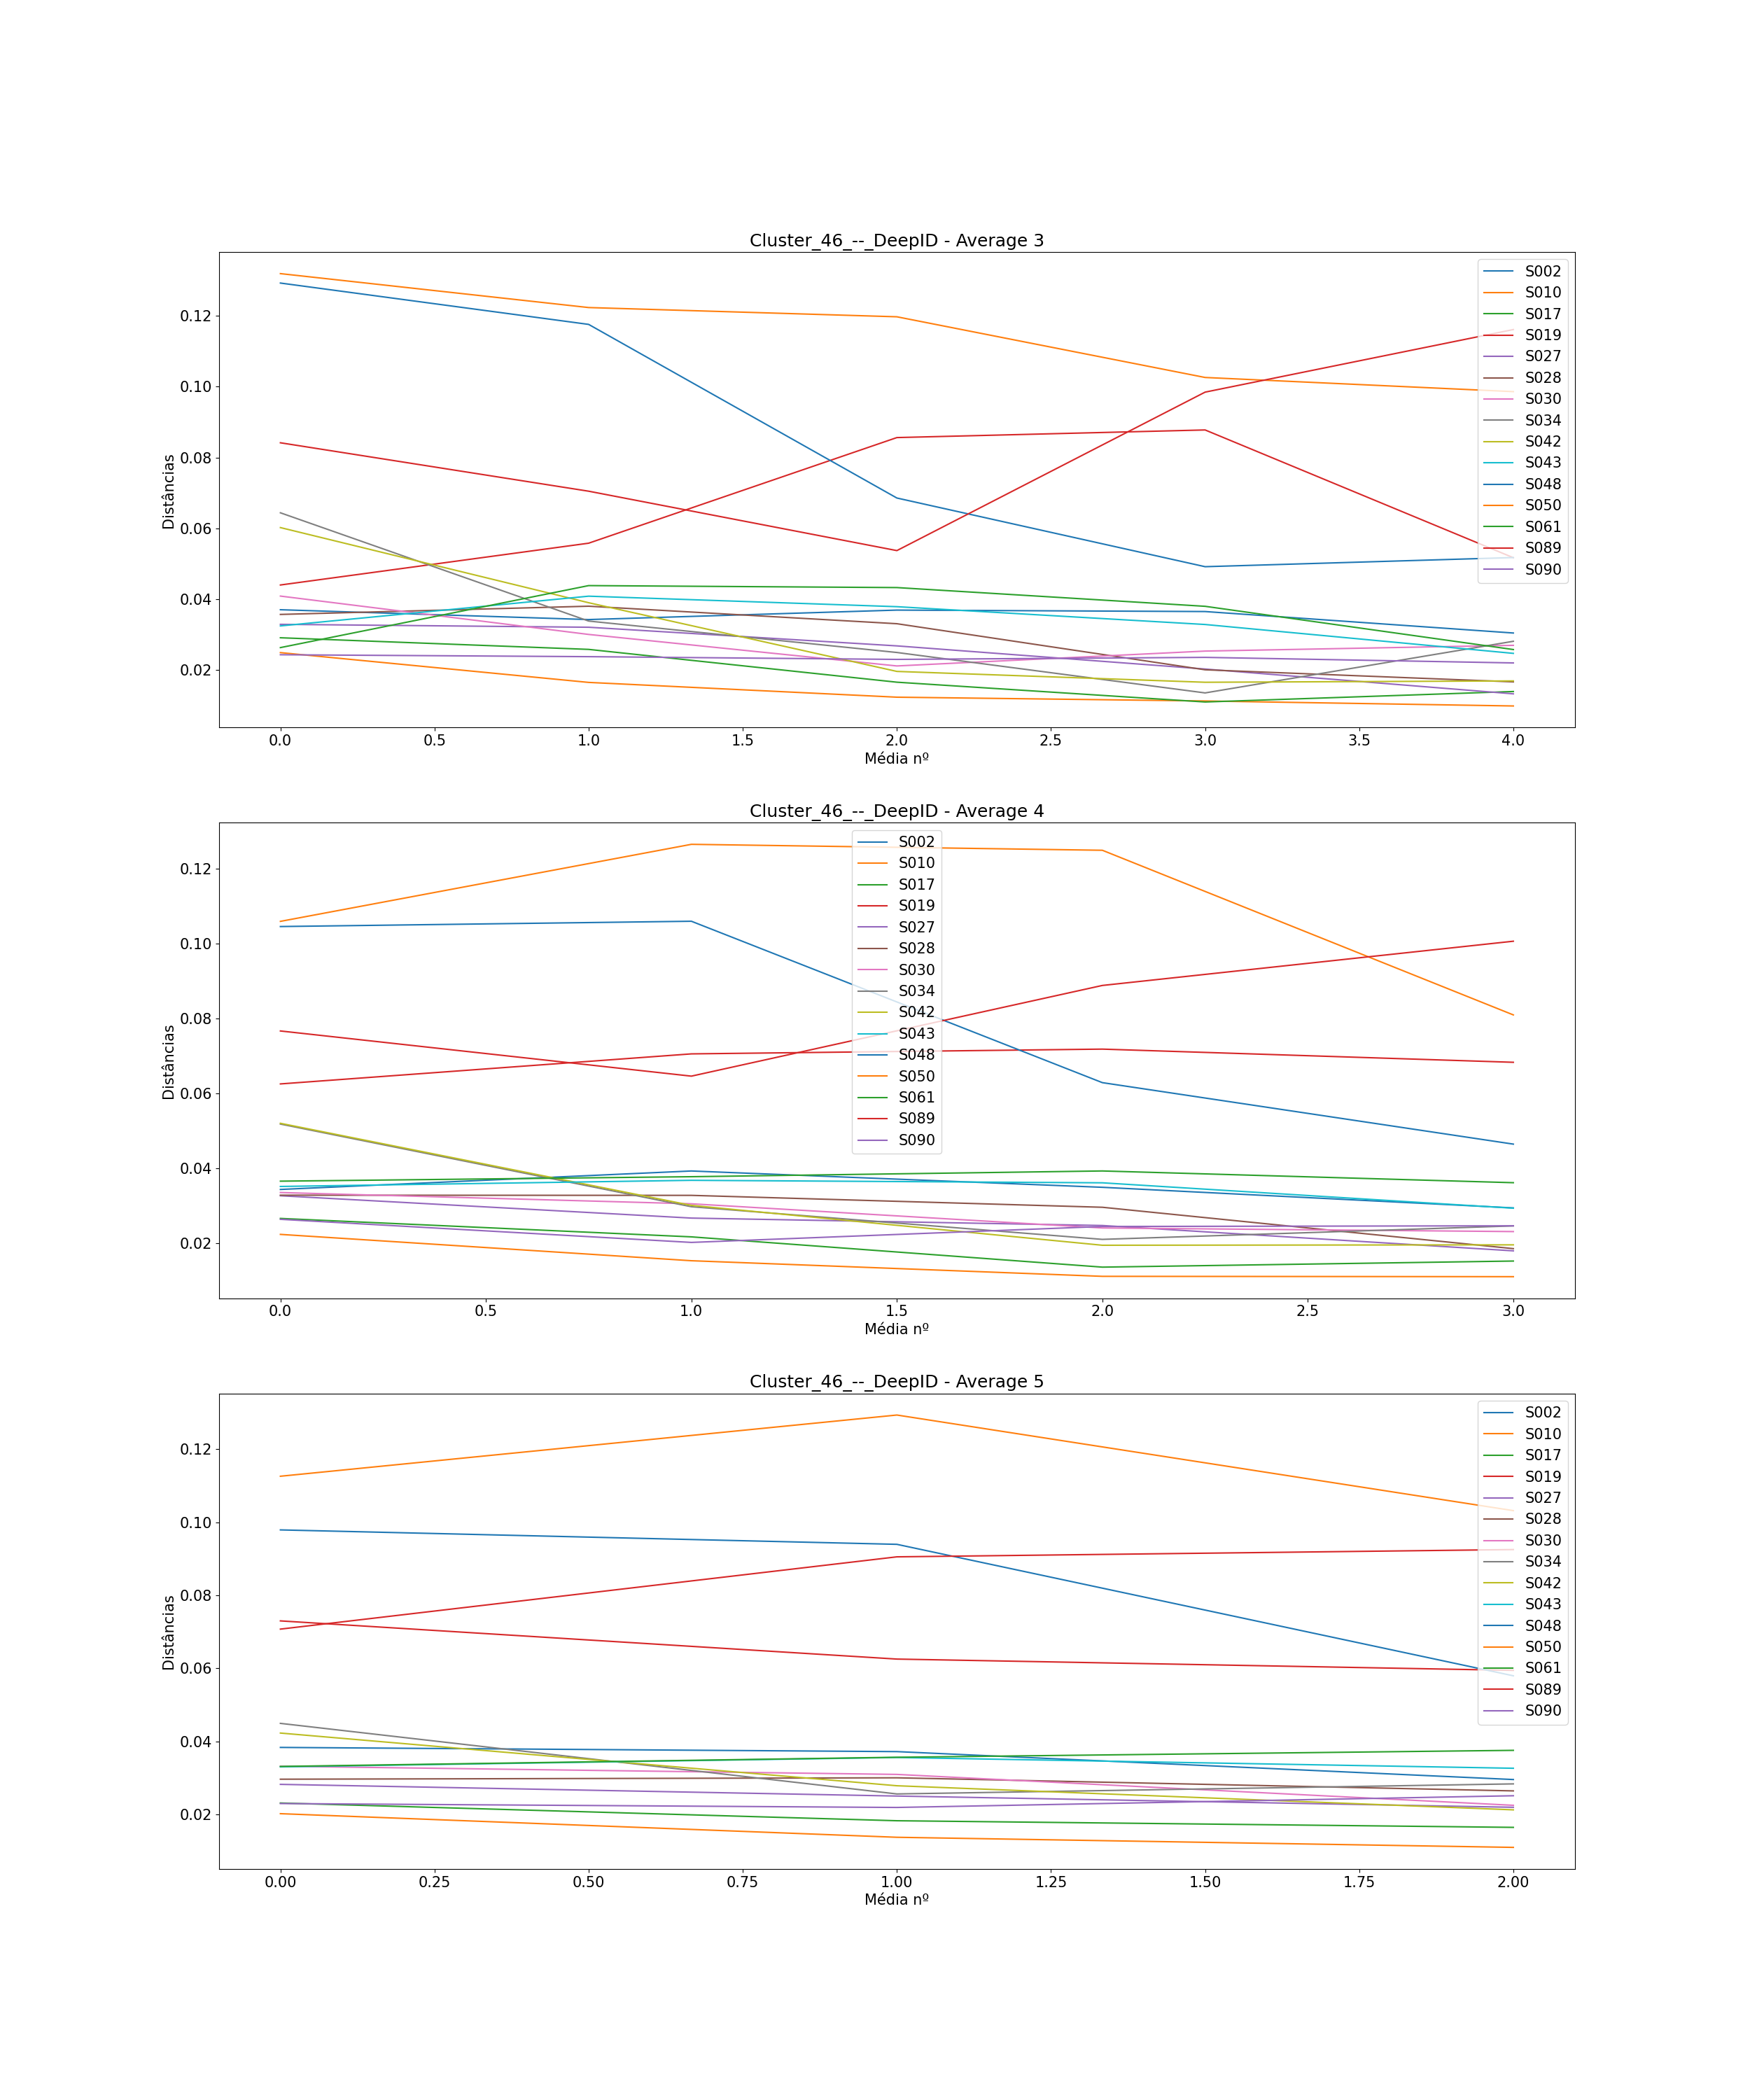 Cluster_46_--_DeepID - Average 3
Distâncias
0.12
0.10
0.08
0.06
0.04
0.02
S002
S010
S017
S019
S027
S028
S030
S034
S042
S043
S048
S050
S061
S089
S090
0.0 0.5 1.0 1.5 2.0 2.5 3.0 3.5 4.0
Média nº
Cluster_46_--_DeepID - Average 4
Distâncias
0.12
0.10
0.08
0.06
0.04
0.02
S002
S010
S017
S019
S027
S028
S030
S034
S042
S043
S048
S050
S061
S089
S090
0.0 0.5 1.0 1.5 2.0 2.5 3.0
Média nº
Cluster_46_--_DeepID - Average 5
Distâncias
0.12
0.10
0.08
0.06
0.04
0.02
S002
S010
S017
S019
S027
S028
S030
S034
S042
S043
S048
S050
S061
S089
S090
0.00 0.25 0.50 0.75 1.00 1.25 1.50 1.75 2.00
Média nº